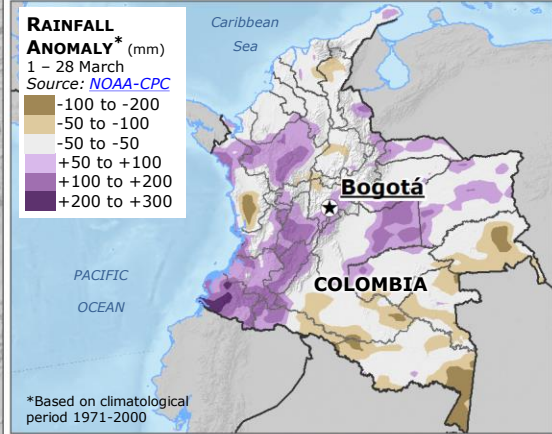 RAINFALL
ANOMALY* (mm)
1 – 28 March
Source: NOAA-CPC
-100 to -200
-50 to -100
-50 to -50
+50 to +100
+100 to +200
+200 to +300
Caribbean
Sea
Bogotá
COLOMBIA
PACIFIC
OCEAN
*Based on climatological
period 1971-2000